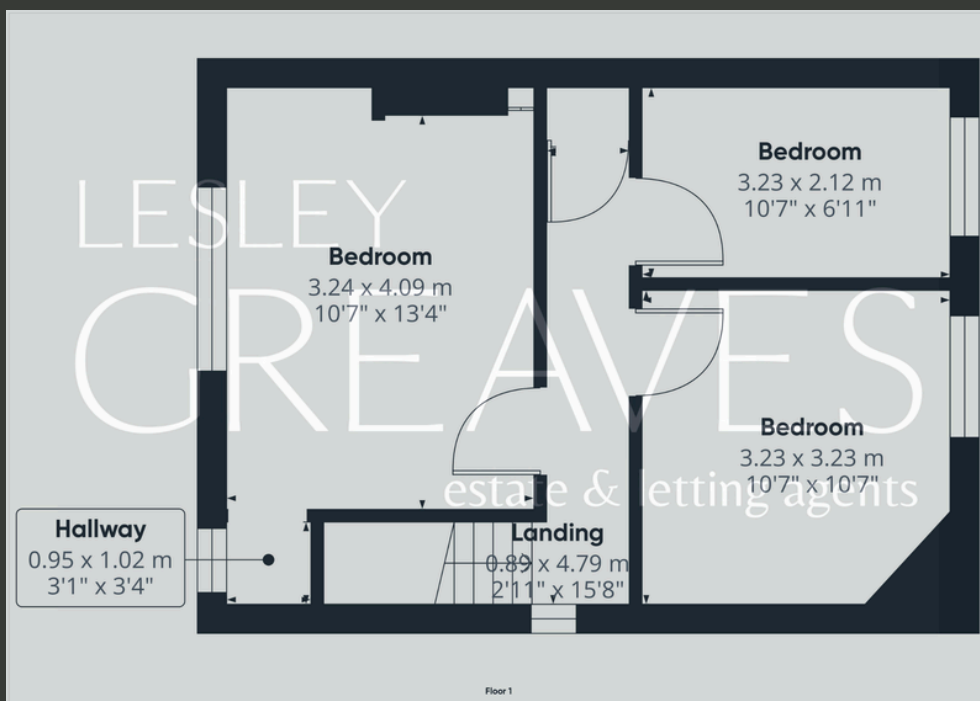 LESLEY
GREAVES
estate & letting agents
Bedroom
3.24 x 4.09 m
10'7" x 13'4"
Bedroom
3.23 x 2.12 m
10'7" x 6'11"
Bedroom
3.23 x 3.23 m
10'7" x 10'7"
Hallway
0.95 x 1.02 m
3'1" x 3'4"
Landing
0.89 x 4.79 m
2'11" x 15'8"
Floor 1